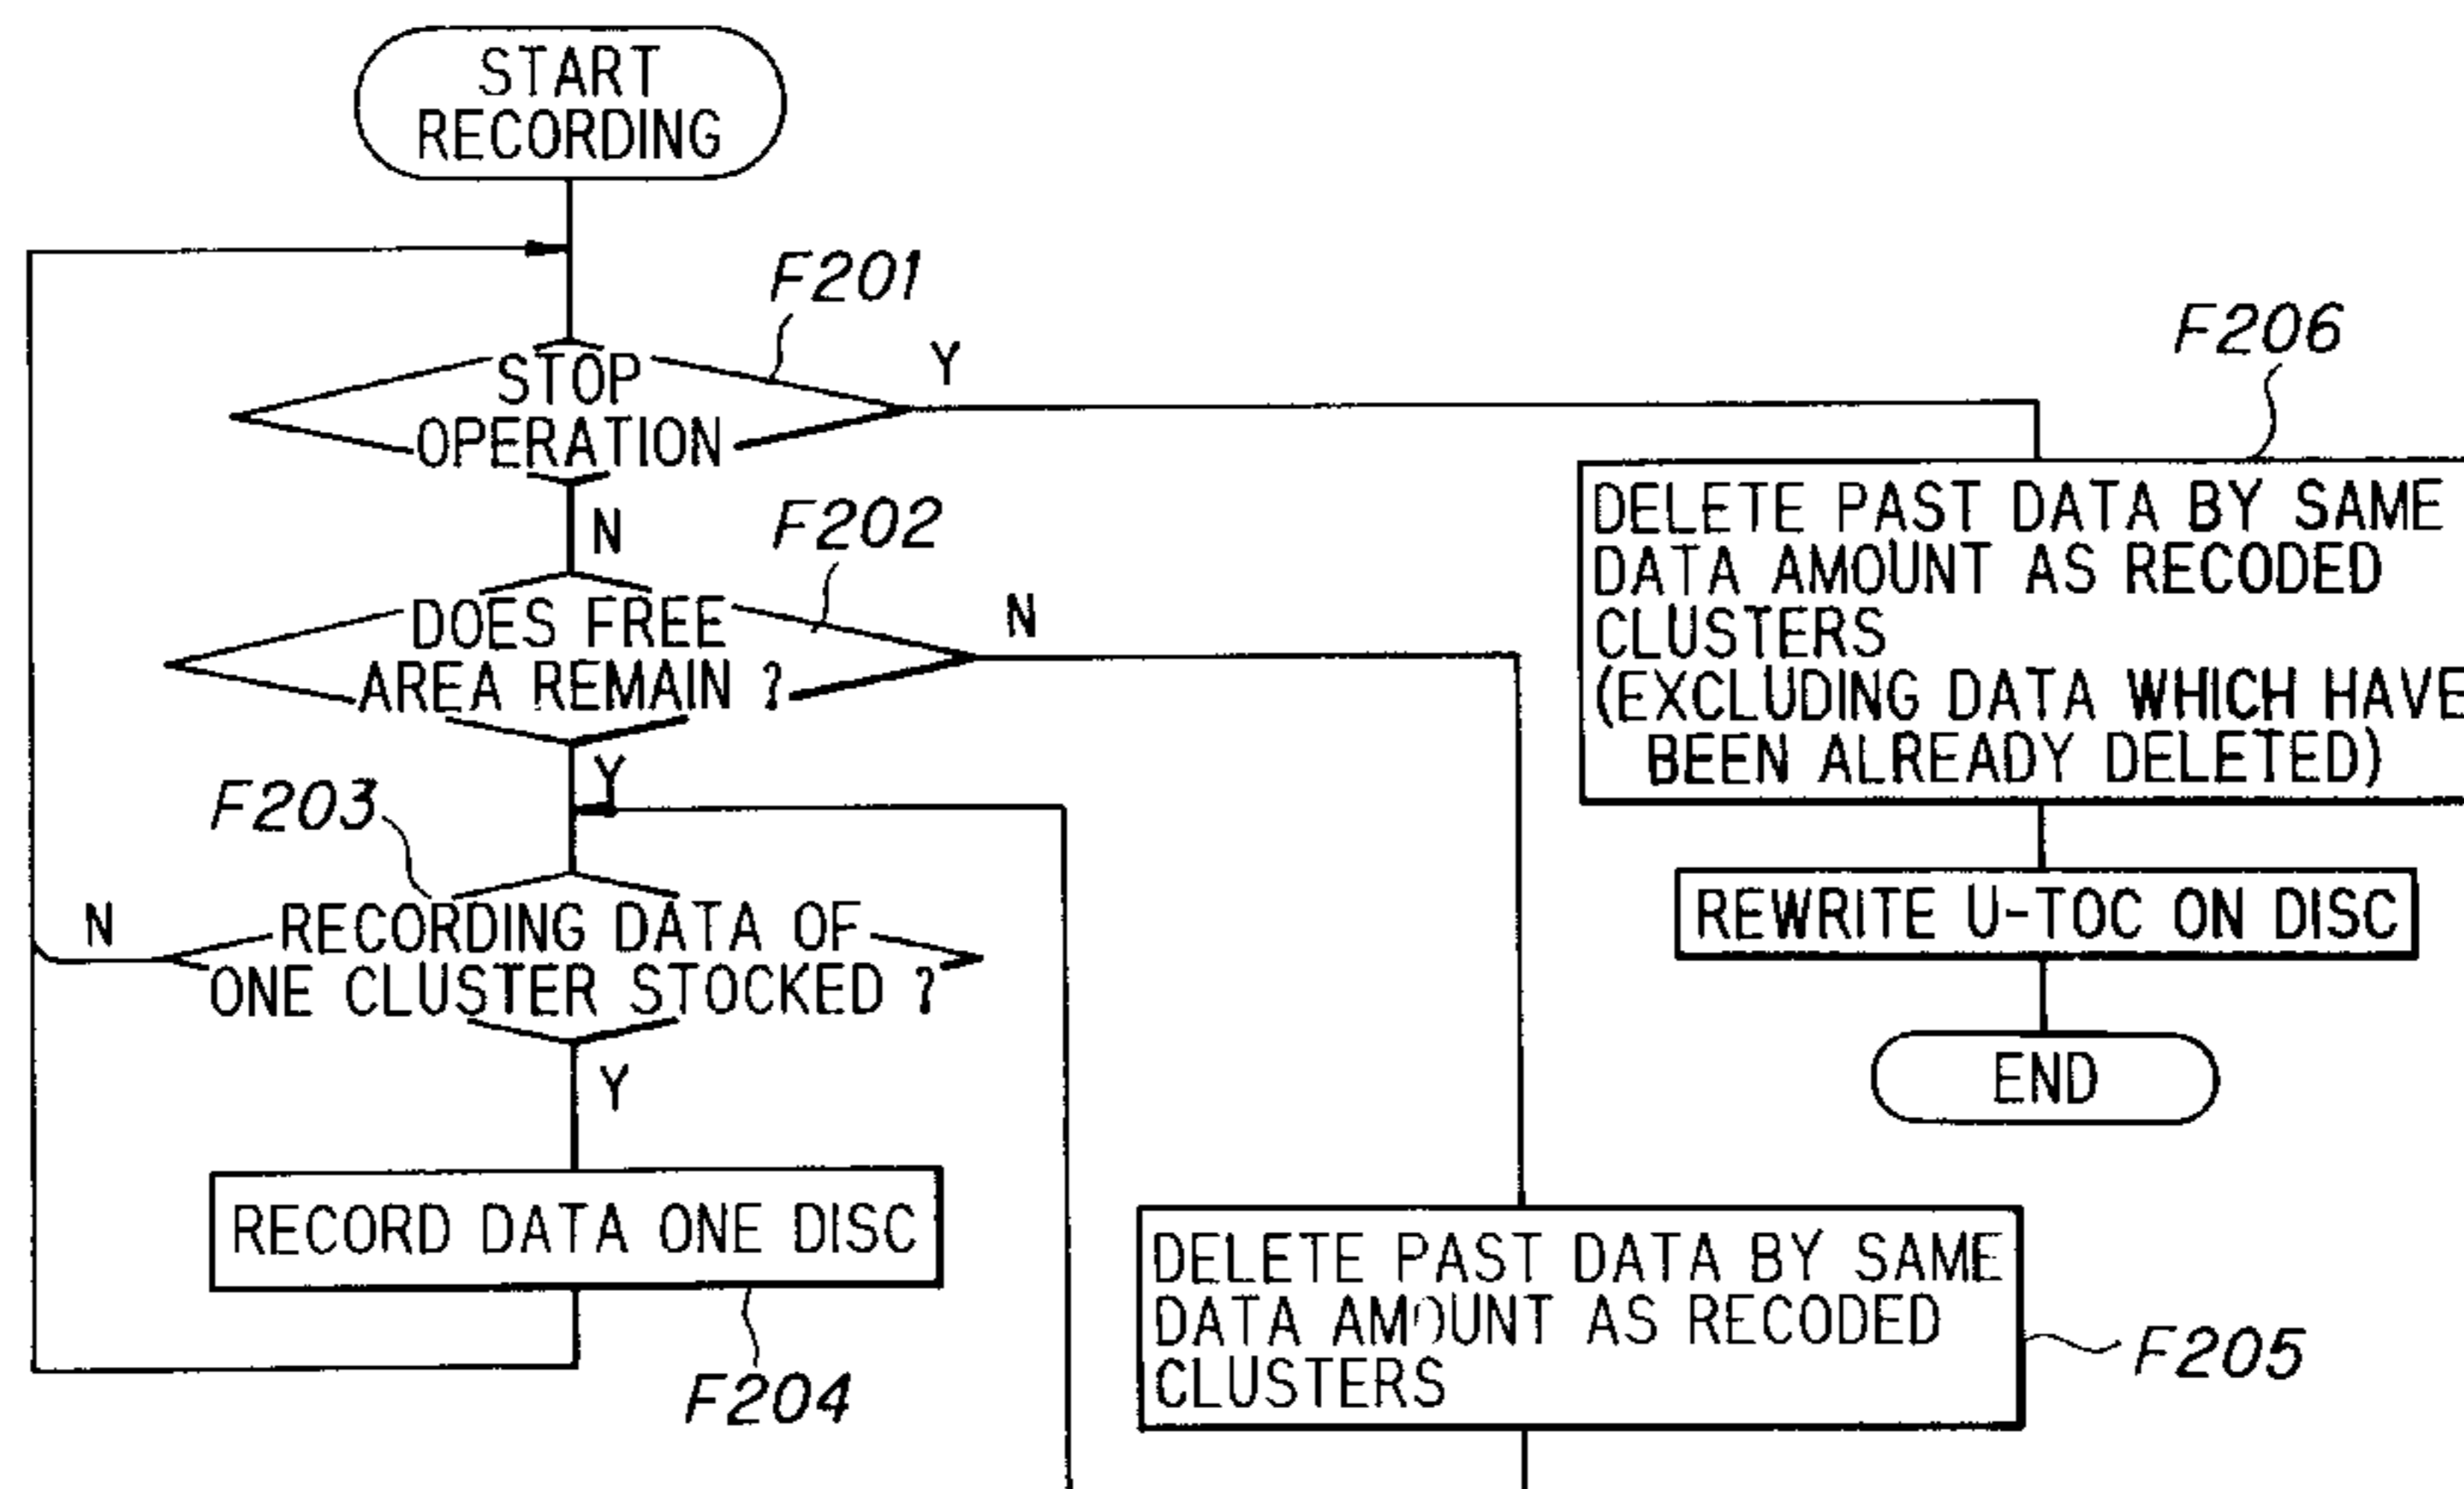 START
RECORDING
F201
STOP
OPERATION
Y
N
F202
DOES FREE
AREA REMAIN ?
N
Y
F203
RECORDING DATA OF
ONE CLUSTER STOCKED ?
N
Y
RECORD DATA ONE DISC
F204
DELETE PAST DATA BY SAME
DATA AMOUNT AS RECODED
CLUSTERS
F205
F206
DELETE PAST DATA BY SAME
DATA AMOUNT AS RECODED
CLUSTERS
(EXCLUDING DATA WHICH HAVE
BEEN ALREADY DELETED)
REWRITE U-TOC ON DISC
END